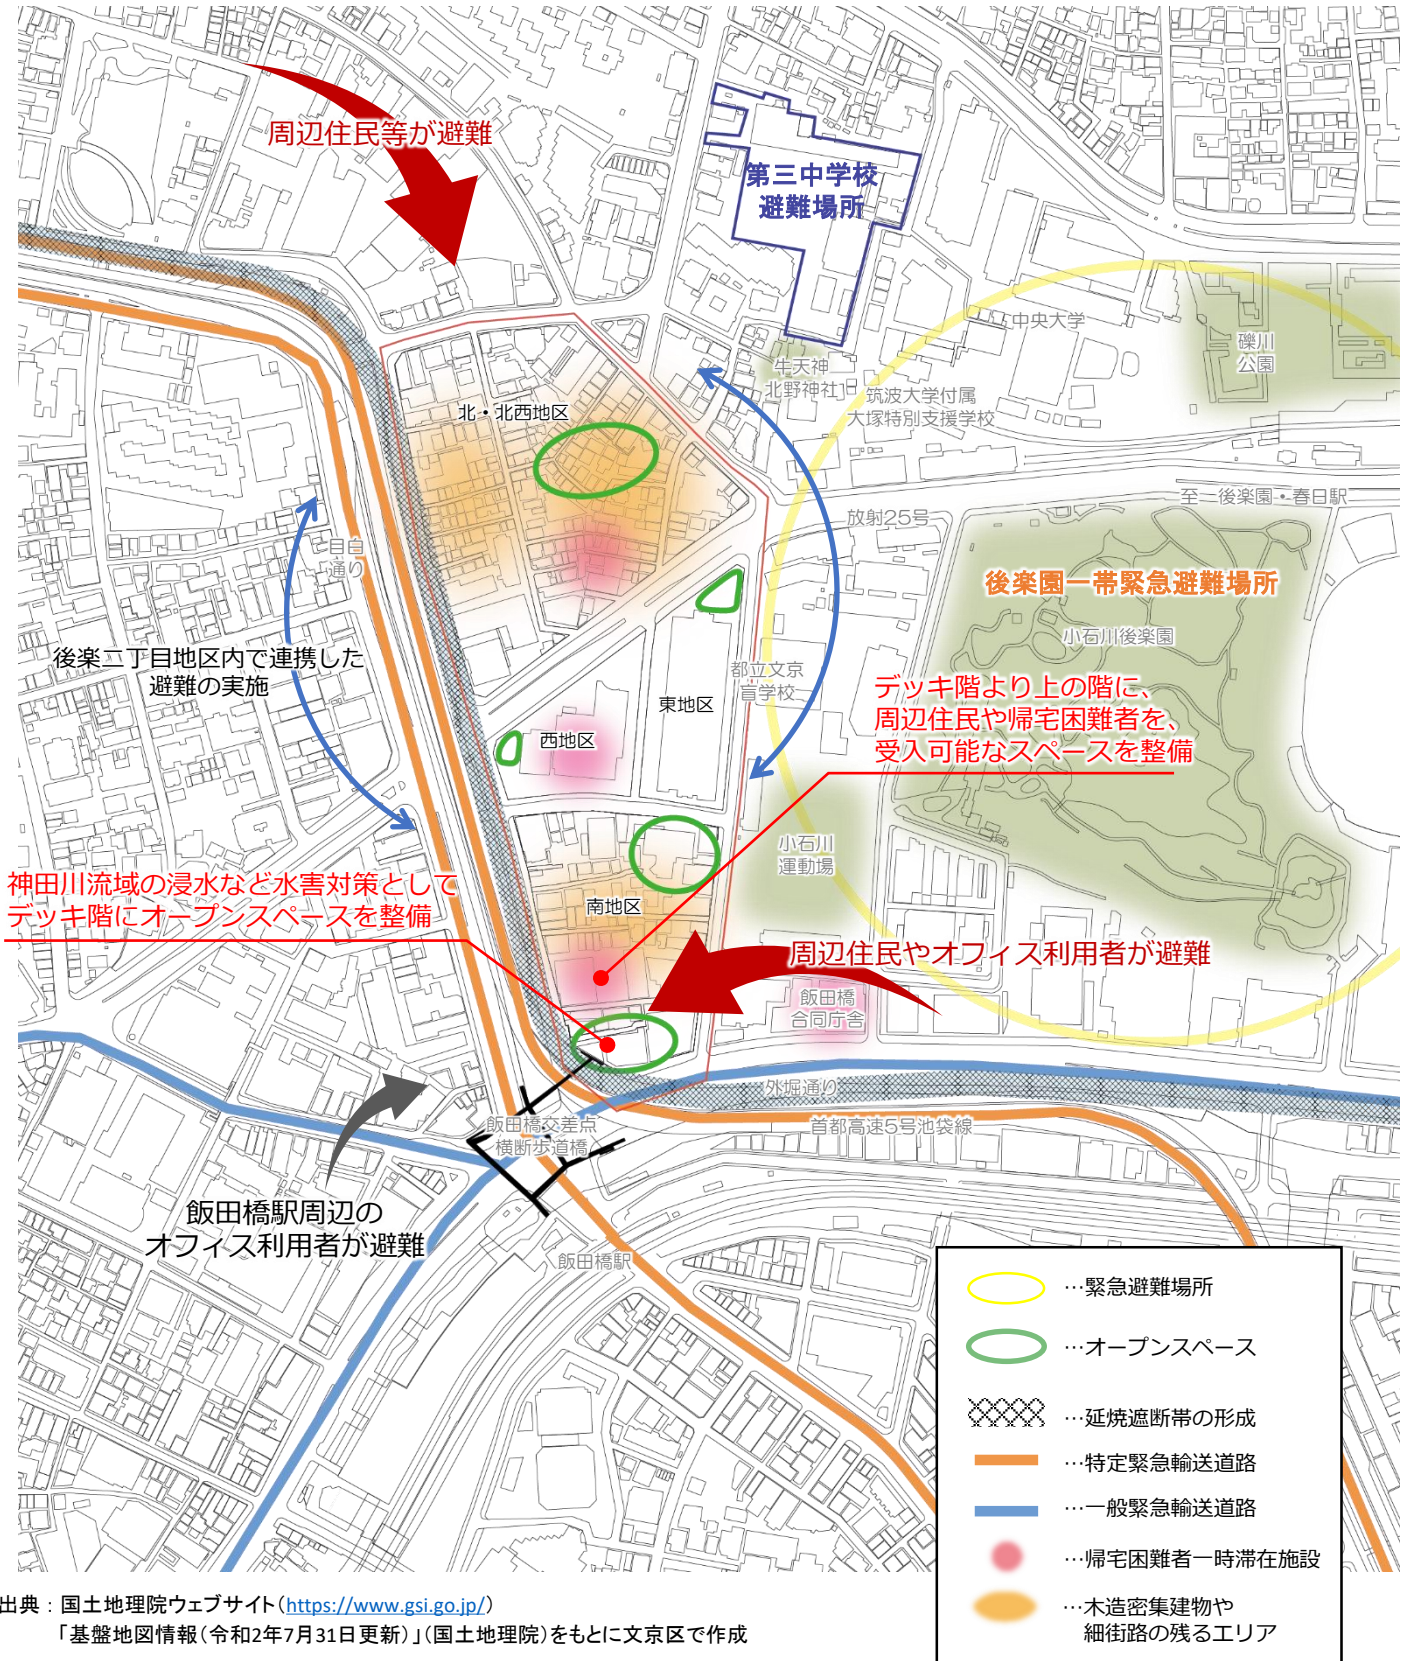 周辺住民等が避難
第三中学校
避難場所
中央大学
礫川
公園
牛天神
北野神社
筑波大学付属
大塚特別支援学校
北・北西地区
至 後楽園・春日駅
放射25号
目白
通り
後楽園一帯緊急避難場所
小石川後楽園
後楽二丁目地区内で連携した
避難の実施
都立文京
盲学校
東地区
西地区
デッキ階より上の階に、
周辺住民や帰宅困難者を、
受入可能なスペースを整備
小石川
運動場
神田川流域の浸水など水害対策として
デッキ階にオープンスペースを整備
南地区
周辺住民やオフィス利用者が避難
飯田橋
合同庁舎
外堀通り
首都高速5号池袋線
飯田橋交差点
横断歩道橋
飯田橋駅周辺の
オフィス利用者が避難
飯田橋駅
…緊急避難場所
…オープンスペース
…延焼遮断帯の形成
…特定緊急輸送道路
…一般緊急輸送道路
…帰宅困難者一時滞在施設
…木造密集建物や
細街路の残るエリア
出典：国土地理院ウェブサイト（https://www.gsi.go.jp/）
「基盤地図情報（令和2年7月31日更新）」（国土地理院）をもとに文京区で作成